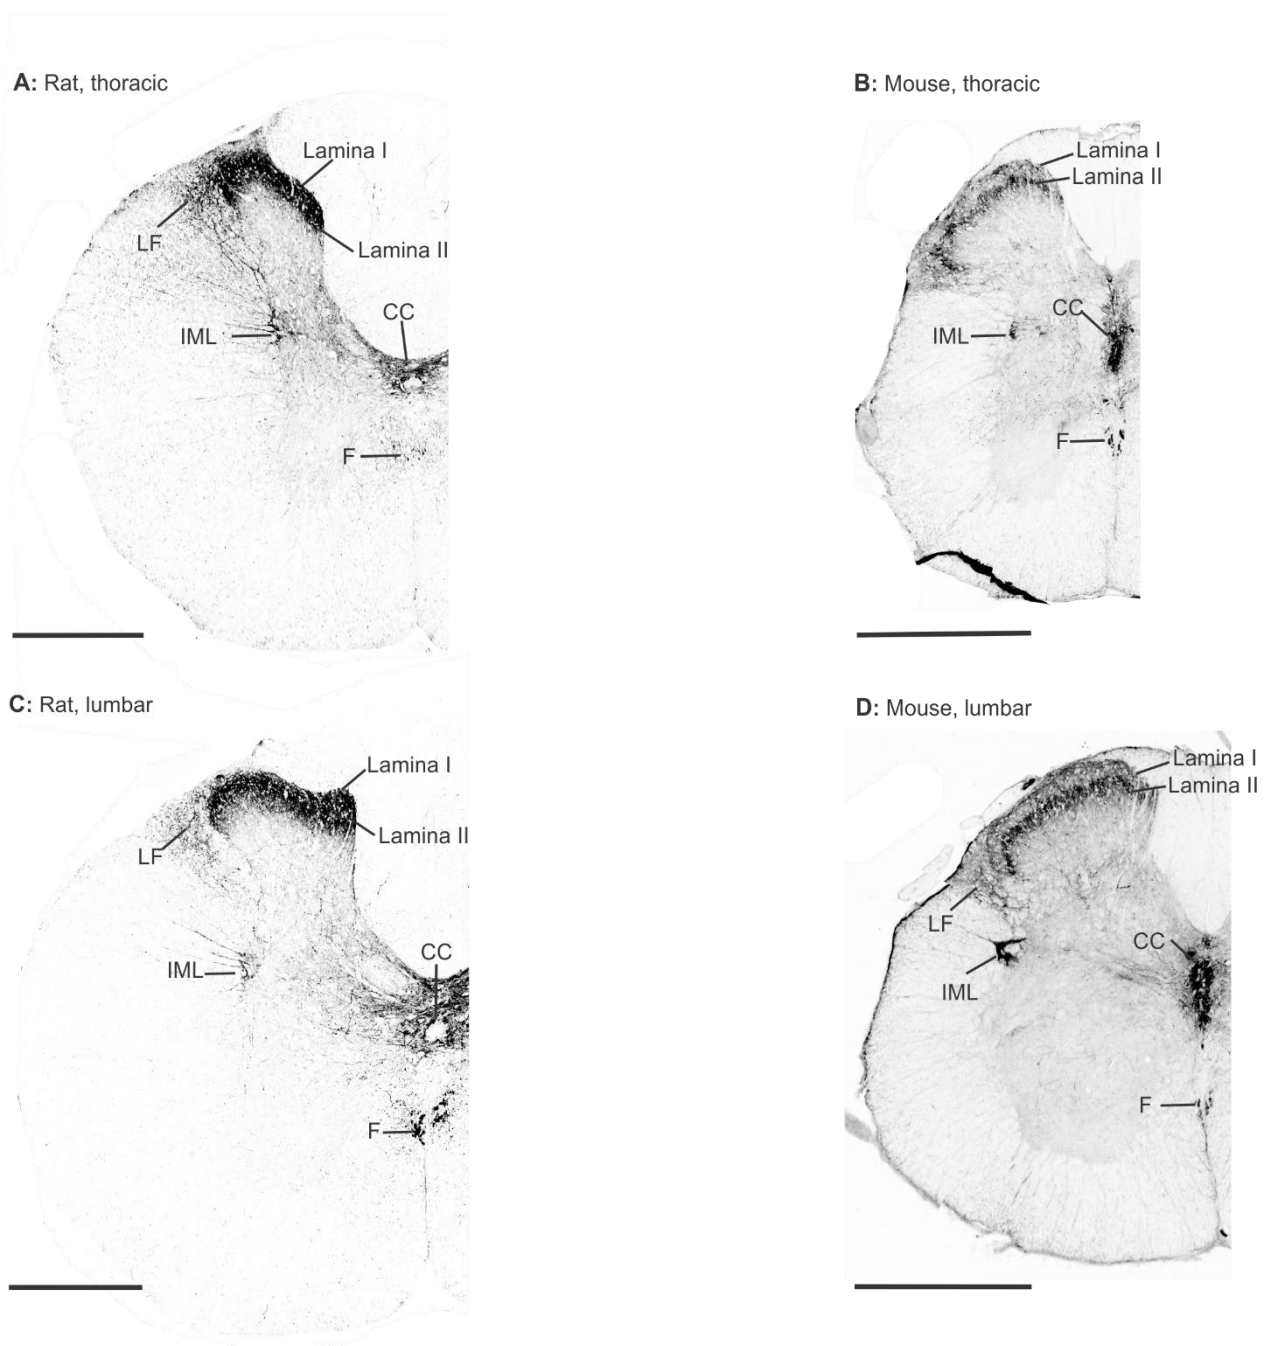 A: Rat, thoracic
Lamina I
LF
Lamina II
CC
IML
F
B: Mouse, thoracic
Lamina I
Lamina II
CC
IML
F
C: Rat, lumbar
Lamina I
Lamina II
LF
CC
IML
F
D: Mouse, lumbar
Lamina I
Lamina II
LF
CC
IML
F